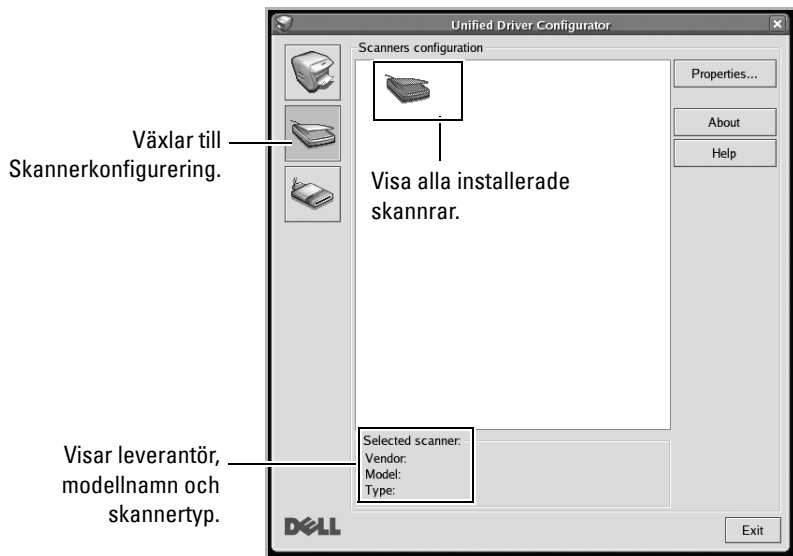 Unified Driver Configurator
Scanners configuration
Properties...
About
Help
Växlar till
Skannerkonfigurering.
Visa alla installerade
skannrar.
Selected scanner:
Vendor:
Model:
Type:
Visar leverantör,
modellnamn och
skannertyp.
DELL
Exit